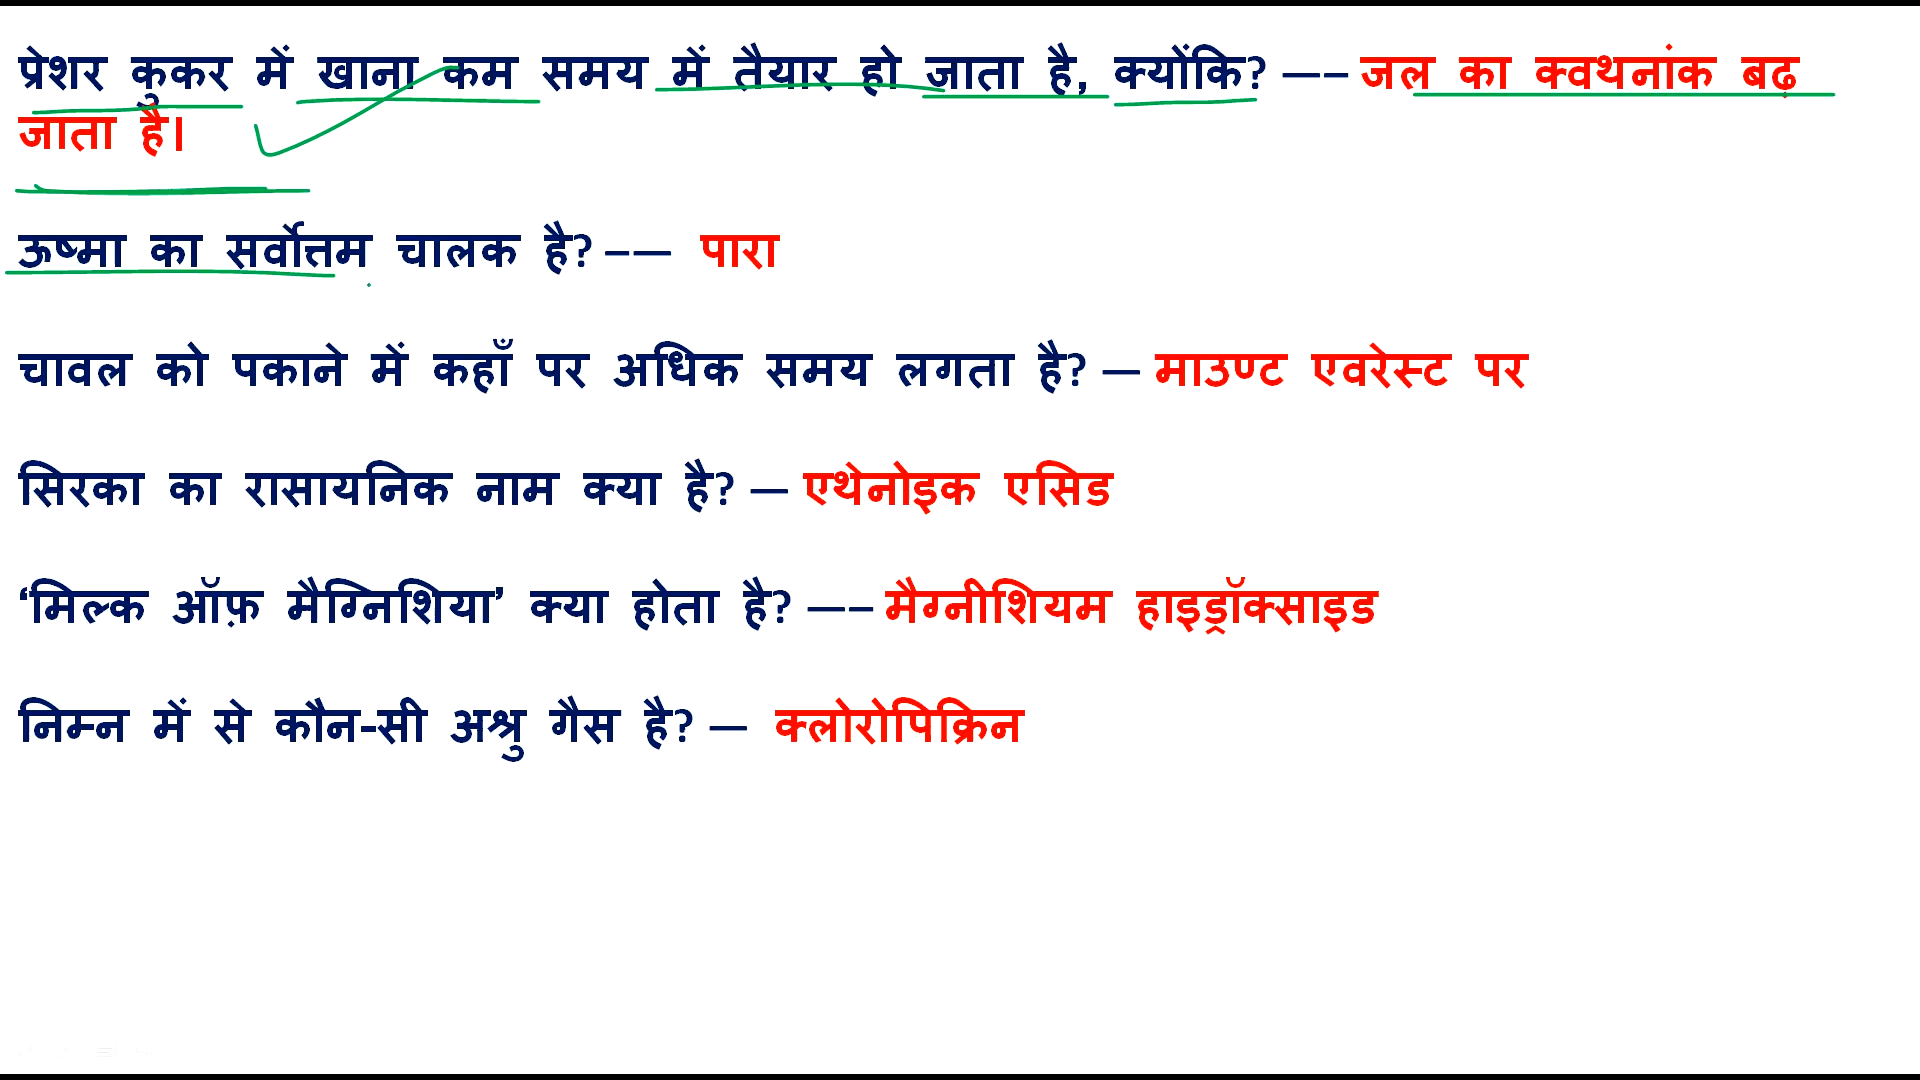 प्रेशर कुकर में खाना कम समय में तैयार हो जाता है, क्योंकि? —– जल का क्वथनांक बढ़
जाता है।
ऊष्मा का सर्वोत्तम चालक है? –— पारा
चावल को पकाने में कहाँ पर अधिक समय लगता है? — माउण्ट एवरेस्ट पर
सिरका का रासायनिक नाम क्या है? — एथेनोइक एसिड
‘मिल्क ऑफ़ मैग्निशिया’ क्या होता है? —– मैग्नीशियम हाइड्रॉक्साइड
निम्न में से कौन-सी अश्रु गैस है? — क्लोरोपिक्रिन